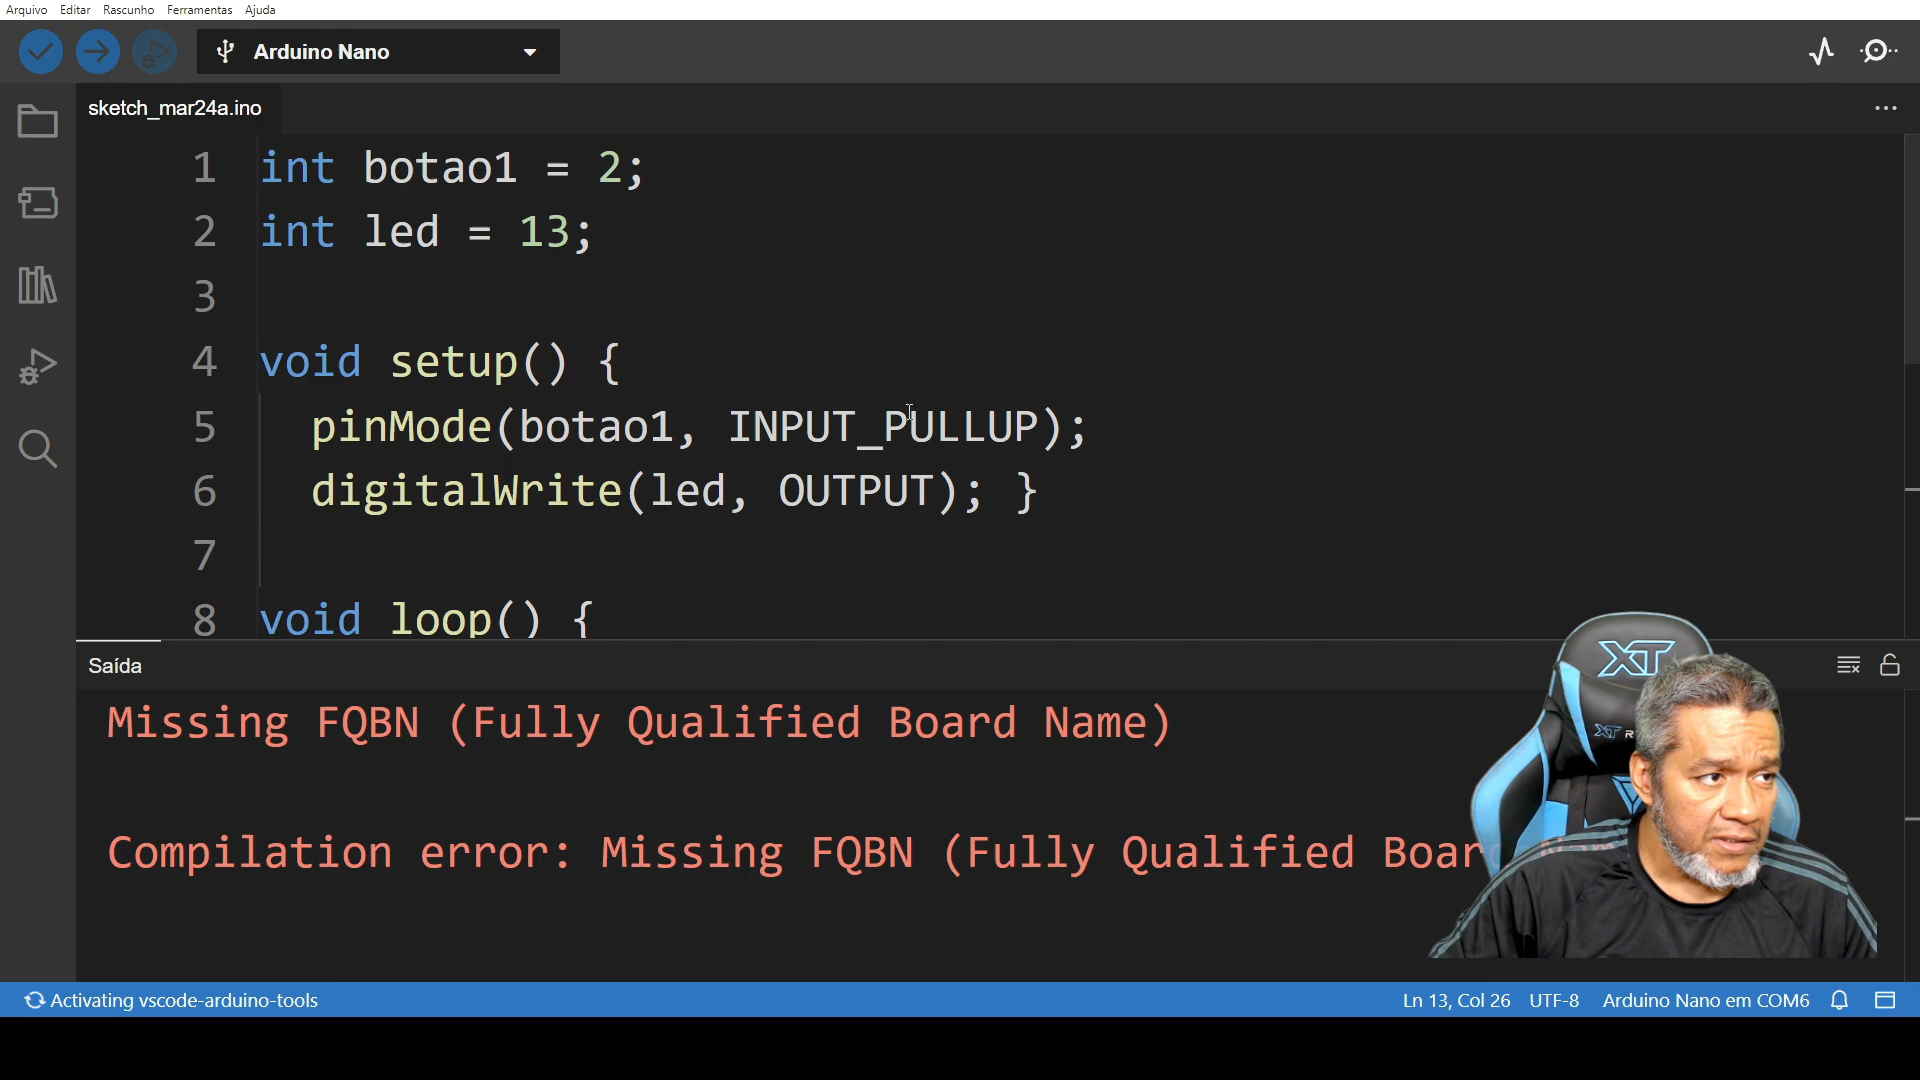 Arquivo Editar Rascunho Ferramentas Ajuda
Arduino Nano
sketch_mar24a.ino
1 int botao1 = 2;
2 int led = 13;
3
4 void setup() {
5 pinMode(botao1, INPUT_PULLUP);
6 digitalWrite(led, OUTPUT); }
7
8 void loop() {
Saída
Missing FQBN (Fully Qualified Board Name)
Compilation error: Missing FQBN (Fully Qualified Boar
XT
XT R
Activating vscode-arduino-tools
Ln 13, Col 26 UTF-8 Arduino Nano em COM6